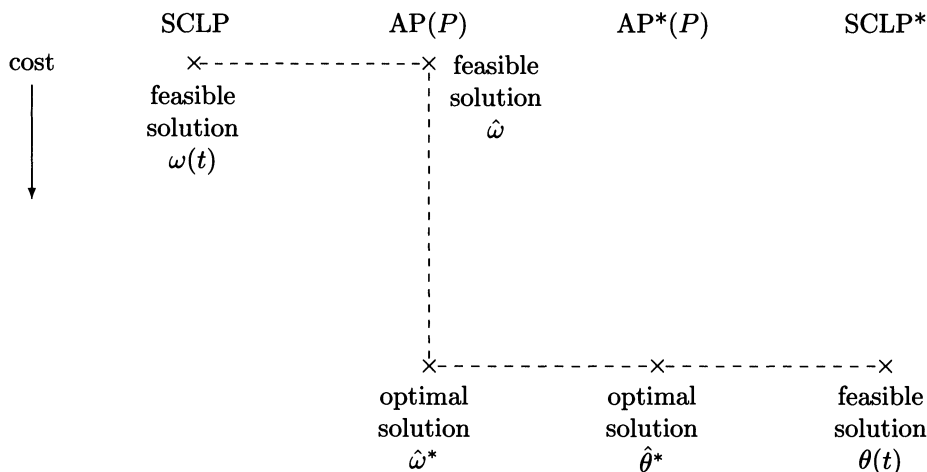 SCLP AP(P) AP*(P) SCLP*
cost
feasible
solution
ω(t)
feasible
solution
ω̂
optimal
solution
ω̂*
optimal
solution
θ̂*
feasible
solution
θ(t)